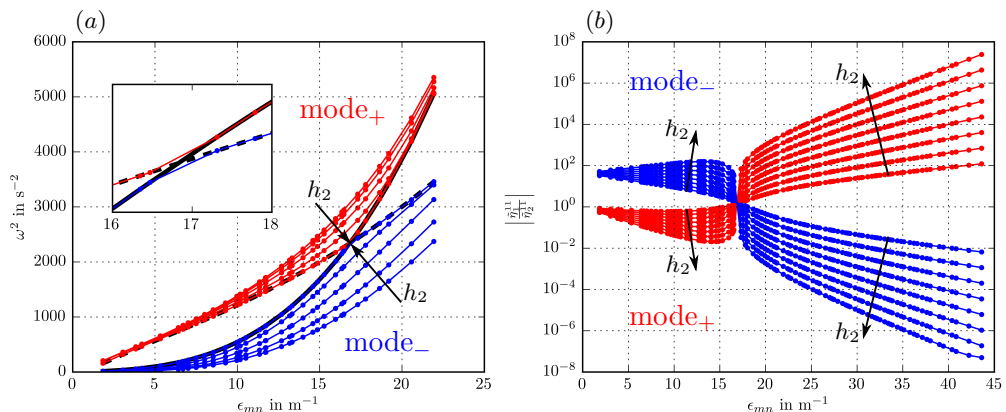 (a)
6000
5000
4000
3000
2000
1000
0
ω² in s⁻²
16 17 18
mode₊
h₂
h₂
mode₋
0 5 10 15 20 25
ϵₘₙ in m⁻¹
(b)
10⁸
10⁶
10⁴
10²
10⁰
10⁻²
10⁻⁴
10⁻⁶
10⁻⁸
mode₋
h₂
h₂
h₂
mode₊
h₂
0 5 10 15 20 25 30 35 40 45
ϵₘₙ in m⁻¹